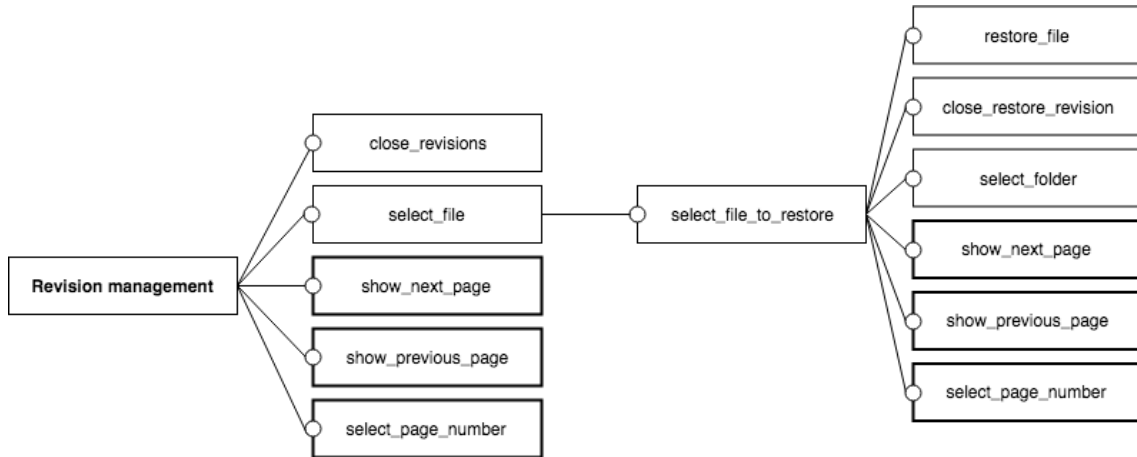 Revision management
close_revisions
select_file
show_next_page
show_previous_page
select_page_number
select_file_to_restore
restore_file
close_restore_revision
select_folder
show_next_page
show_previous_page
select_page_number